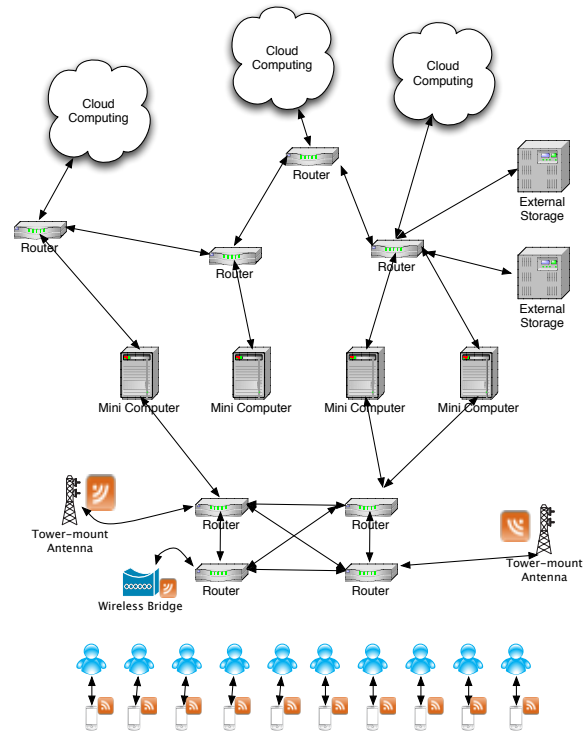 Cloud
Computing
Cloud
Computing
Cloud
Computing
Router
External
Storage
Router
Router
Router
External
Storage
Mini Computer
Mini Computer
Mini Computer
Mini Computer
Router
Router
Tower-mount
Antenna
Tower-mount
Antenna
Router
Router
Wireless Bridge